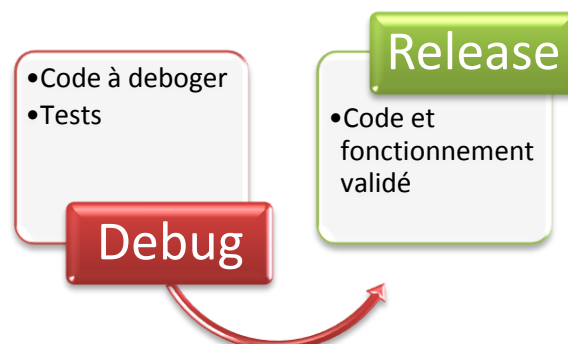 •Code à deboger
•Tests
Debug
Release
•Code et
fonctionnement
validé